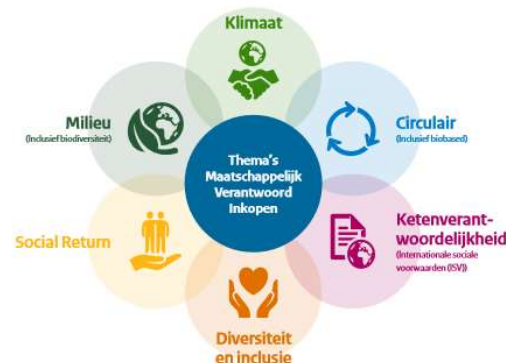 Klimaat
Milieu
(Inclusief biodiversiteit)
Circulair
(Inclusief biobased)
Thema's
Maatschappelijk
Verantwoord
Inkopen
Social Return
Ketenverant-
woordelijkheid
(Internationale sociale
voorwaarden (ISV))
Diversiteit
en inclusie